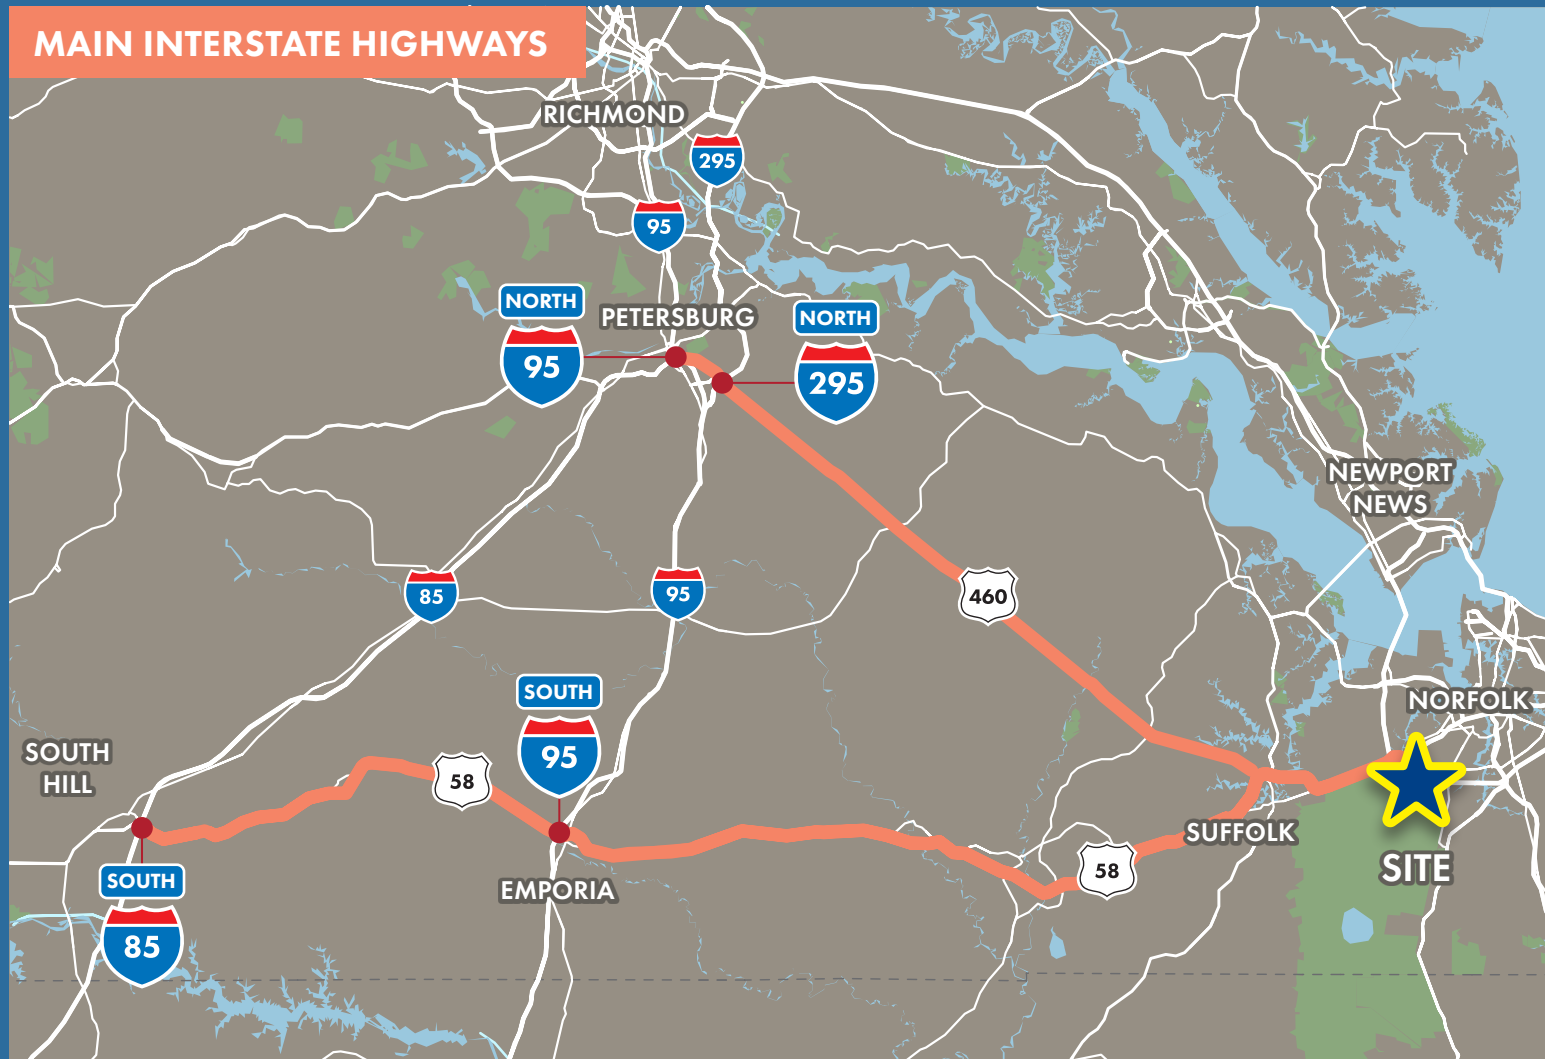 MAIN INTERSTATE HIGHWAYS
RICHMOND
295
95
NORTH
95
PETERSBURG
NORTH
295
NEWPORT
NEWS
85
95
460
SOUTH
95
NORFOLK
SOUTH
HILL
58
SUFFOLK
SITE
58
EMPORIA
SOUTH
85